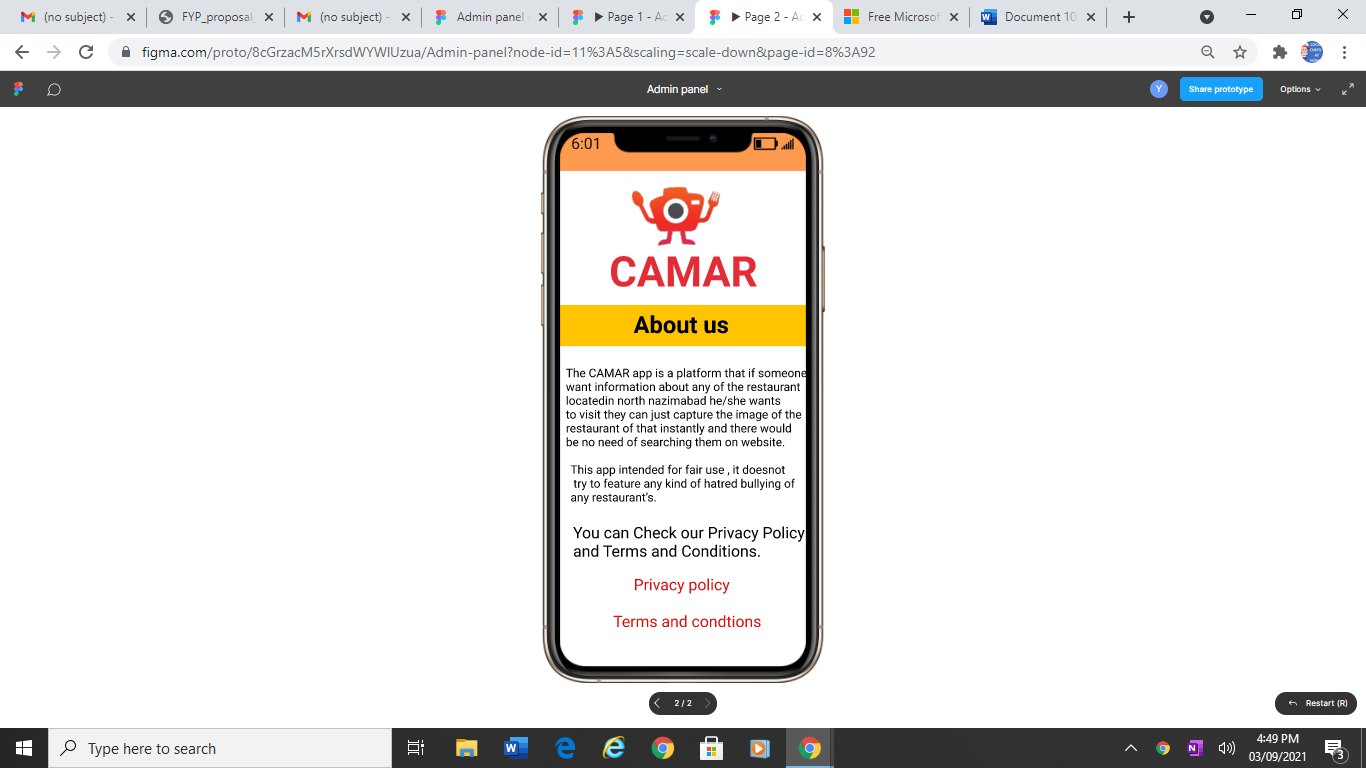 (no subject) -
FYP_proposal_
(no subject) -
Admin panel -
Page 1 - Ad
Page 2 - Ad
Free Microsof
Document 10
figma.com/proto/8cGrzacM5rXrsdWYWlUzua/Admin-panel?node-id=11%3A5&scaling=scale-down&page-id=8%3A92
Admin panel
Y
Share prototype
Options
6:01
CAMAR
About us
The CAMAR app is a platform that if someone
want information about any of the restaurant
locatedin north nazimabad he/she wants
to visit they can just capture the image of the
restaurant of that instantly and there would
be no need of searching them on website.
This app intended for fair use , it doesnot
try to feature any kind of hatred bullying of
any restaurant's.
You can Check our Privacy Policy
and Terms and Conditions.
Privacy policy
Terms and condtions
2 / 2
Restart (R)
Type here to search
4:49 PM
03/09/2021
3